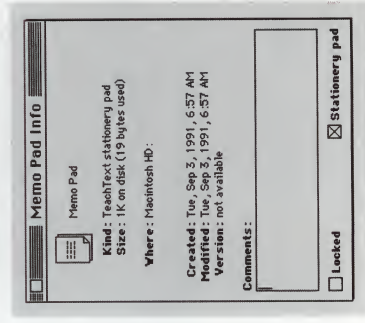 Memo Pad Info
Memo Pad
Kind: TeachText stationery pad
Size: 1K on disk (19 bytes used)
Where: Macintosh HD:
Created: Tue, Sep 3, 1991, 6:57 AM
Modified: Tue, Sep 3, 1991, 6:57 AM
Version: not available
Comments:
Locked
Stationery pad